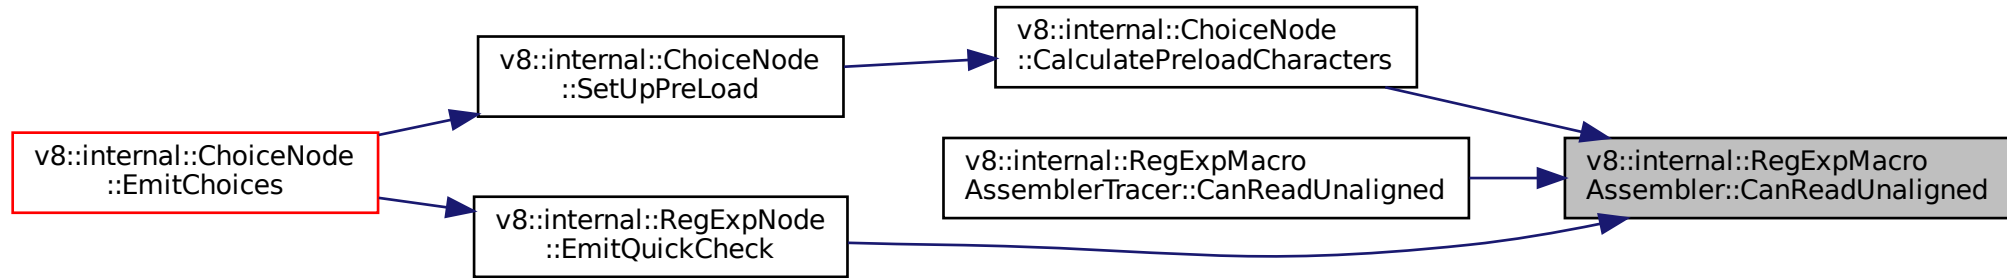 v8::internal::ChoiceNode
::EmitChoices
v8::internal::ChoiceNode
::SetUpPreLoad
v8::internal::RegExpNode
::EmitQuickCheck
v8::internal::ChoiceNode
::CalculatePreloadCharacters
v8::internal::RegExpMacro
AssemblerTracer::CanReadUnaligned
v8::internal::RegExpMacro
Assembler::CanReadUnaligned